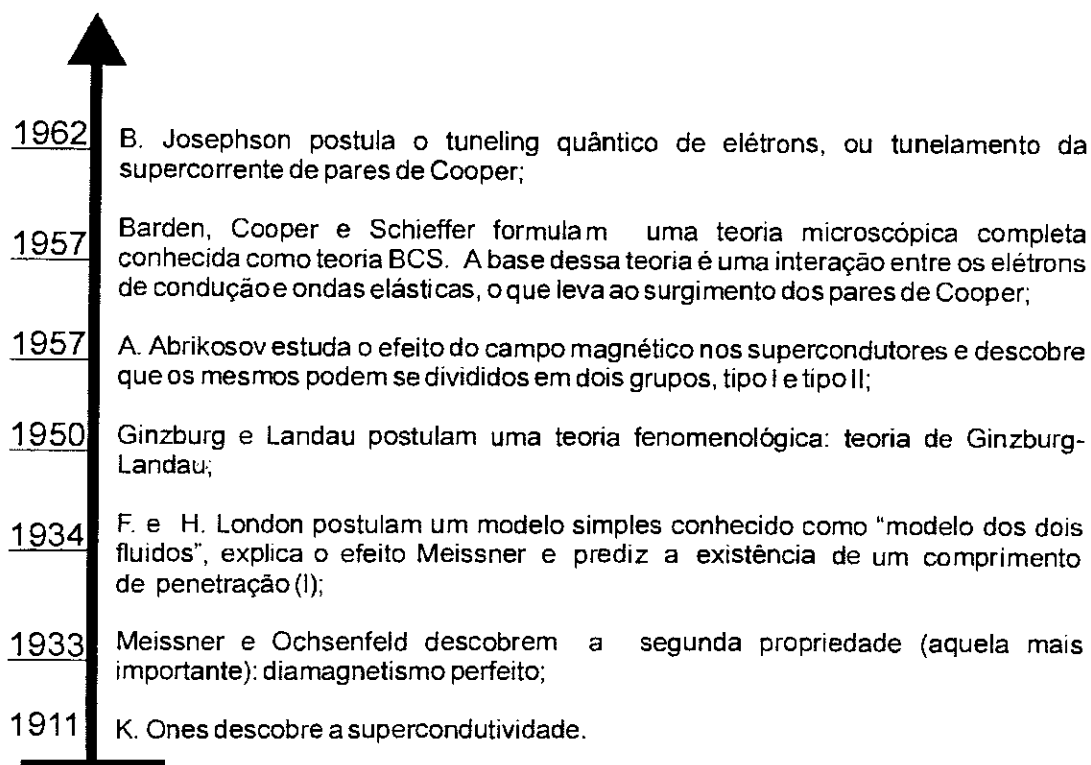 1962 B. Josephson postula o tuneling quântico de elétrons, ou tunelamento da
supercorrente de pares de Cooper;
1957 Barden, Cooper e Schieffer formulam uma teoria microscópica completa
conhecida como teoria BCS. A base dessa teoria é uma interação entre os elétrons
de condução e ondas elásticas, o que leva ao surgimento dos pares de Cooper;
1957 A. Abrikosov estuda o efeito do campo magnético nos supercondutores e descobre
que os mesmos podem se divididos em dois grupos, tipo I e tipo II;
1950 Ginzburg e Landau postulam uma teoria fenomenológica: teoria de Ginzburg-
Landau;
1934 F. e H. London postulam um modelo simples conhecido como "modelo dos dois
fluidos", explica o efeito Meissner e prediz a existência de um comprimento
de penetração (l);
1933 Meissner e Ochsenfeld descobrem a segunda propriedade (aquela mais
importante): diamagnetismo perfeito;
1911 K. Ones descobre a supercondutividade.